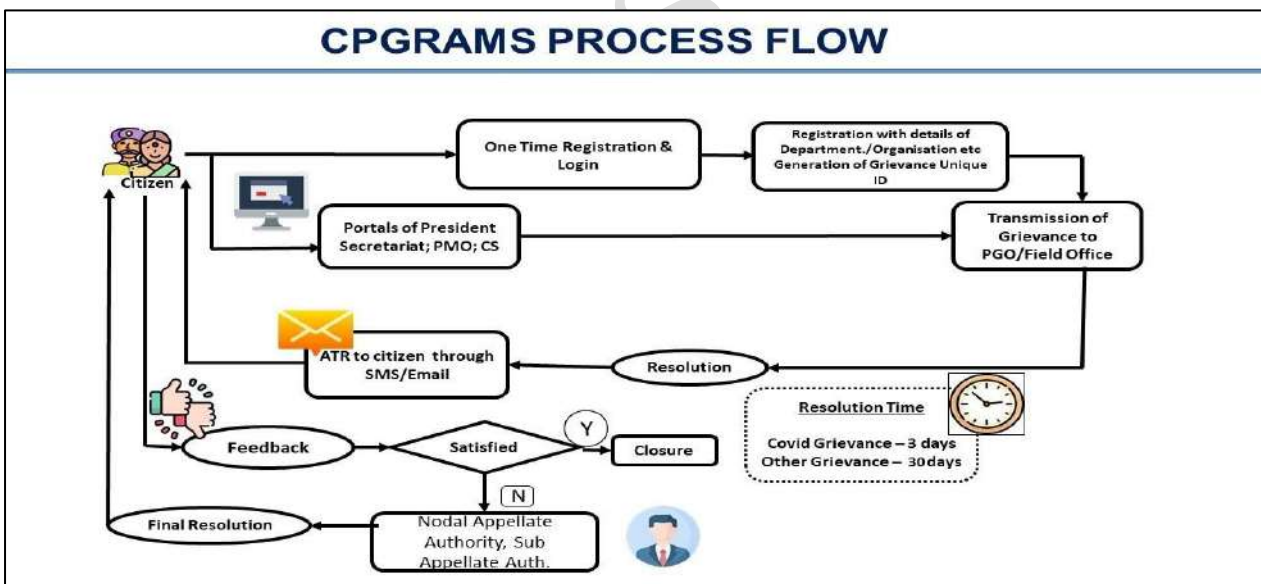 CPGRAMS PROCESS FLOW
Citizen
One Time Registration &
Login
Registration with details of
Department./Organisation etc
Generation of Grievance Unique
ID
Portals of President
Secretariat; PMO; CS
Transmission of
Grievance to
PGO/Field Office
ATR to citizen through
SMS/Email
Resolution
Resolution Time
Covid Grievance – 3 days
Other Grievance – 30days
Feedback
Satisfied
Y
Closure
N
Final Resolution
Nodal Appellate
Authority, Sub
Appellate Auth.